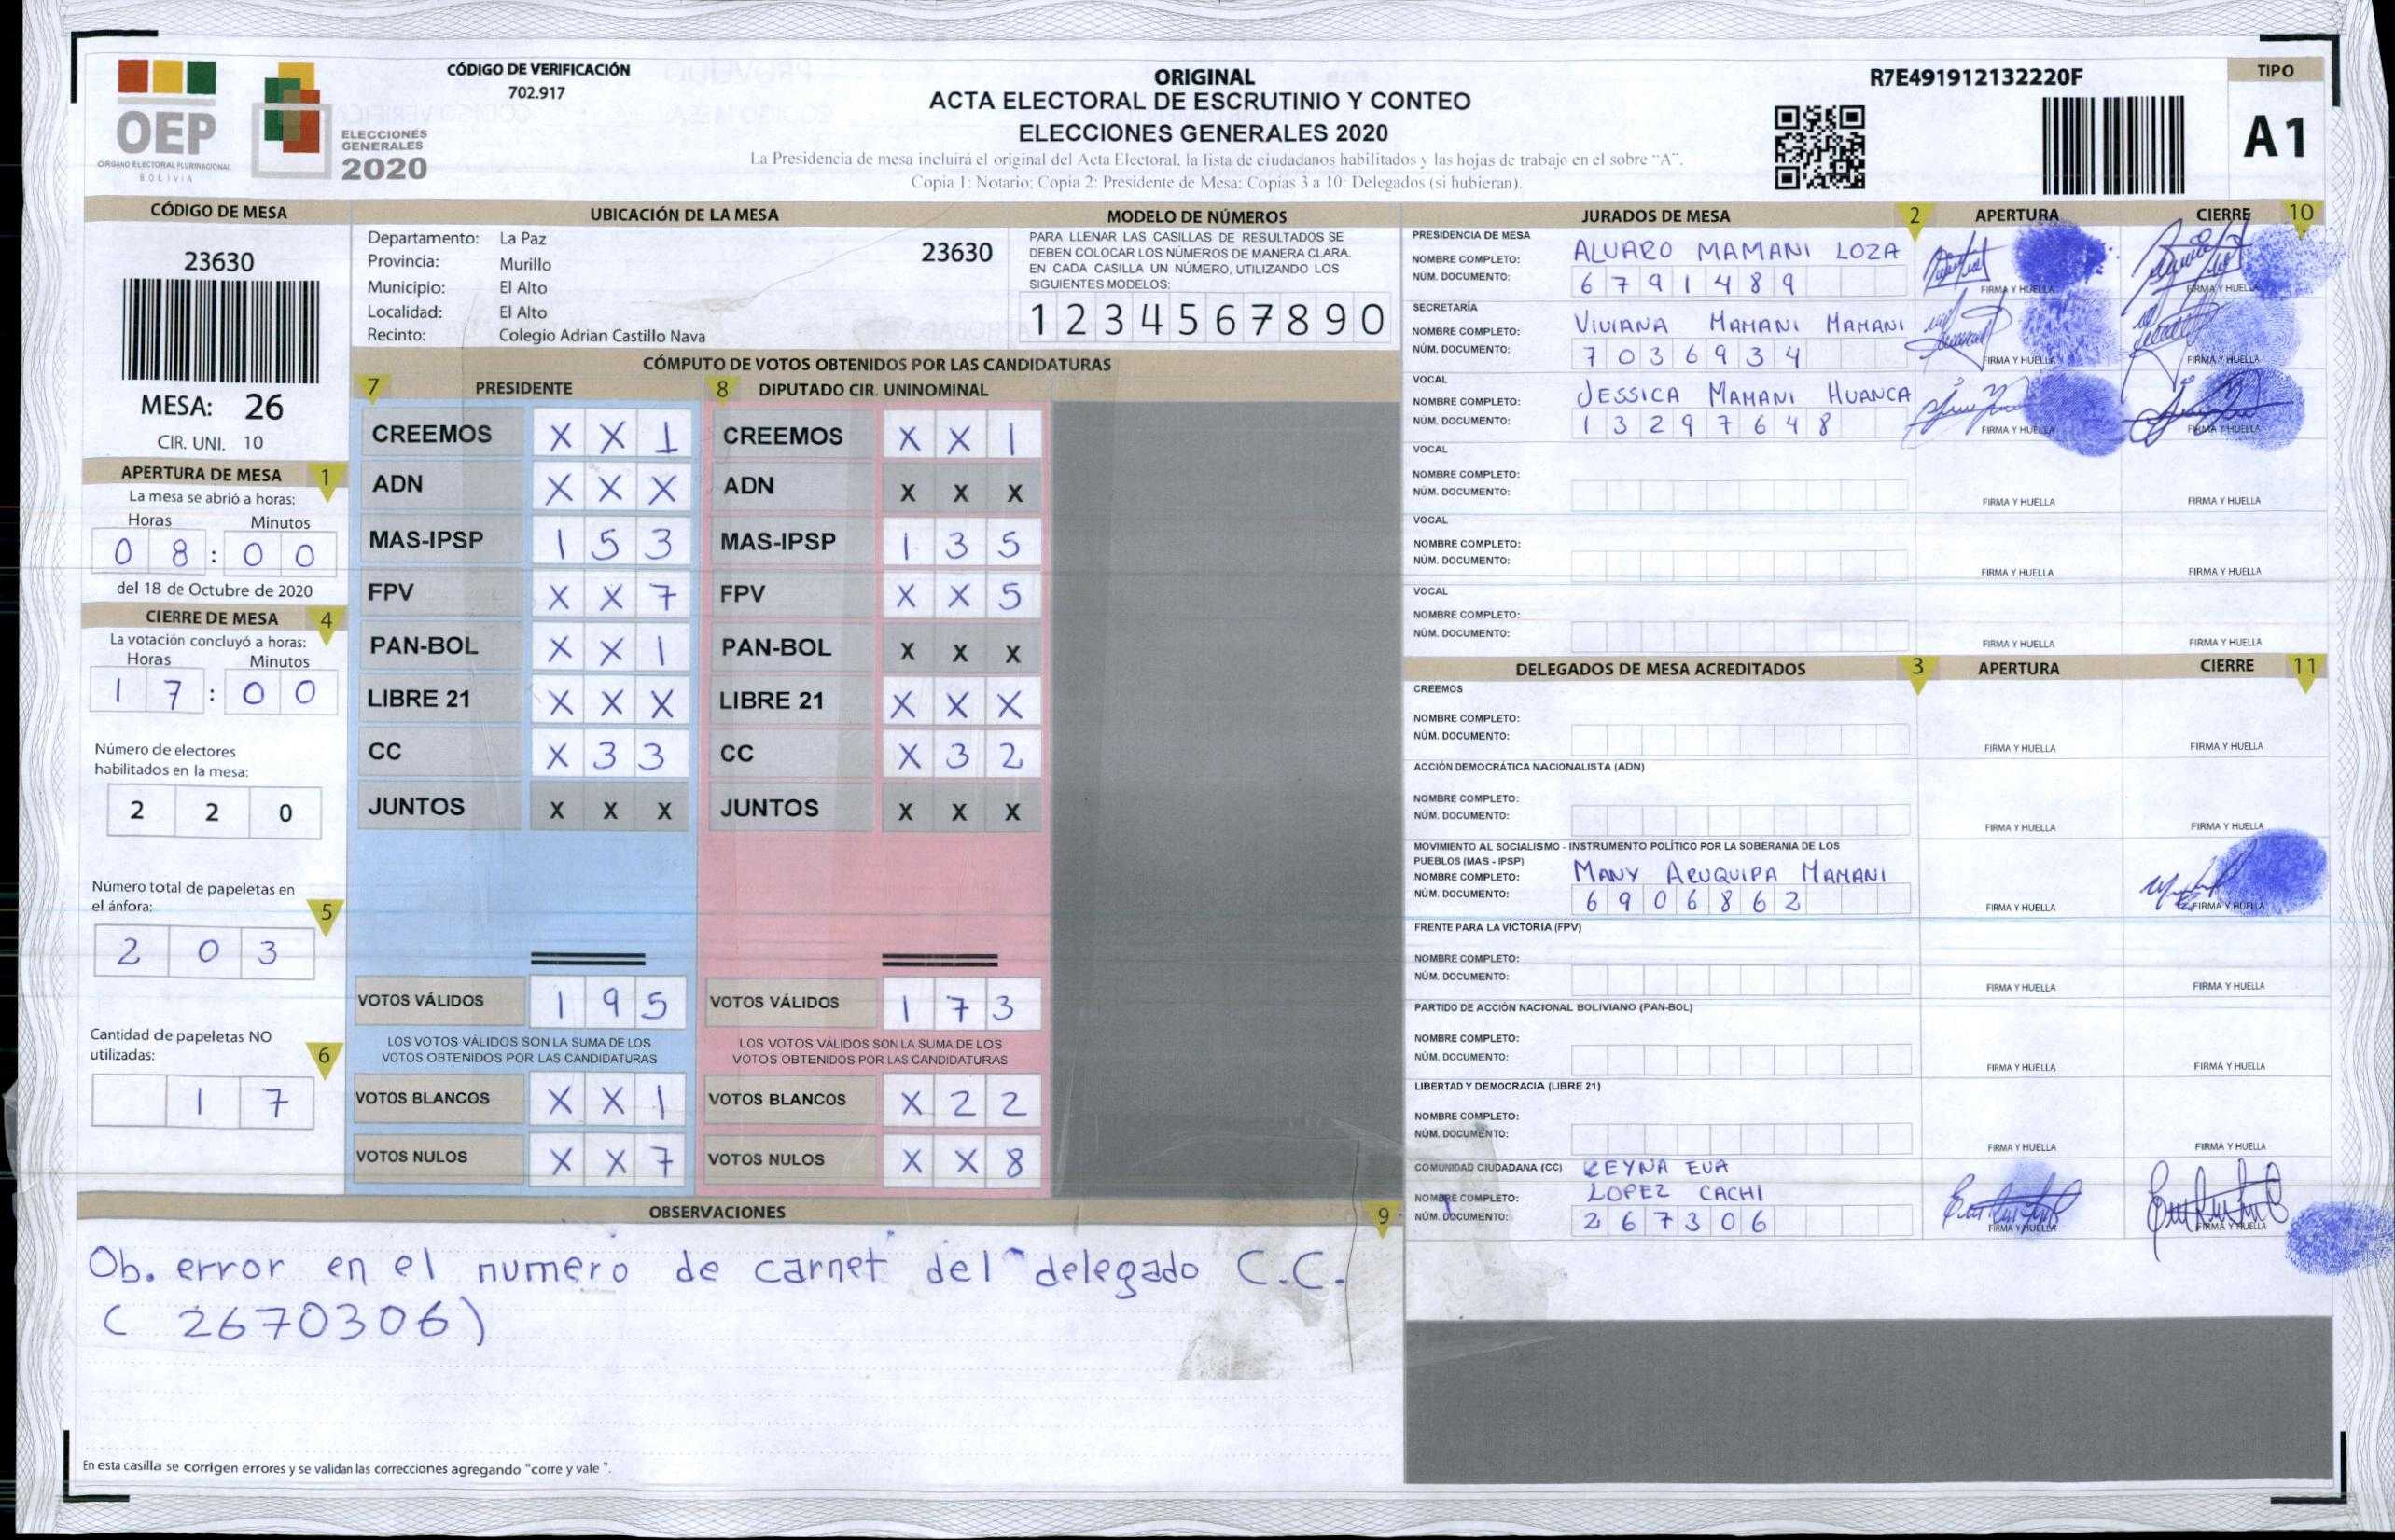 OEP
ÓRGANO ELECTORAL PLURINACIONAL
BOLIVIA
ELECCIONES
GENERALES
2020
CÓDIGO DE VERIFICACIÓN
702.917
ORIGINAL
ACTA ELECTORAL DE ESCRUTINIO Y CONTEO
ELECCIONES GENERALES 2020
La Presidencia de mesa incluirá el original del Acta Electoral, la lista de ciudadanos habilitados y las hojas de trabajo en el sobre "A".
Copia 1: Notario; Copia 2: Presidente de Mesa; Copias 3 a 10: Delegados (si hubieran).
R7E491912132220F
TIPO
A1
CÓDIGO DE MESA
23630
MESA: 26
CIR. UNI. 10
APERTURA DE MESA 1
La mesa se abrió a horas:
Horas Minutos
0 8 : 0 0
del 18 de Octubre de 2020
CIERRE DE MESA 4
La votación concluyó a horas:
Horas Minutos
1 7 : 0 0
Número de electores
habilitados en la mesa:
2 2 0
Número total de papeletas en
el ánfora: 5
2 0 3
Cantidad de papeletas NO
utilizadas: 6
1 7
UBICACIÓN DE LA MESA
Departamento: La Paz
23630
Provincia: Murillo
Municipio: El Alto
Localidad: El Alto
Recinto: Colegio Adrian Castillo Nava
MODELO DE NÚMEROS
PARA LLENAR LAS CASILLAS DE RESULTADOS SE
DEBEN COLOCAR LOS NÚMEROS DE MANERA CLARA.
EN CADA CASILLA UN NÚMERO, UTILIZANDO LOS
SIGUIENTES MODELOS:
1 2 3 4 5 6 7 8 9 0
CÓMPUTO DE VOTOS OBTENIDOS POR LAS CANDIDATURAS
7 PRESIDENTE
CREEMOS X X 1
ADN X X X
MAS-IPSP 1 5 3
FPV X X 7
PAN-BOL X X 1
LIBRE 21 X X X
CC X 3 3
JUNTOS X X X
VOTOS VÁLIDOS 1 9 5
LOS VOTOS VÁLIDOS SON LA SUMA DE LOS
VOTOS OBTENIDOS POR LAS CANDIDATURAS
VOTOS BLANCOS X X 1
VOTOS NULOS X X 7
8 DIPUTADO CIR. UNINOMINAL
CREEMOS X X 1
ADN X X X
MAS-IPSP 1 3 5
FPV X X 5
PAN-BOL X X X
LIBRE 21 X X X
CC X 3 2
JUNTOS X X X
VOTOS VÁLIDOS 1 7 3
LOS VOTOS VÁLIDOS SON LA SUMA DE LOS
VOTOS OBTENIDOS POR LAS CANDIDATURAS
VOTOS BLANCOS X 2 2
VOTOS NULOS X X 8
OBSERVACIONES 9
Ob. error en el numero de carnet del delegado C.C.
( 2670306)
En esta casilla se corrigen errores y se validan las correcciones agregando "corre y vale ".
JURADOS DE MESA 2 APERTURA CIERRE 10
PRESIDENCIA DE MESA
NOMBRE COMPLETO: ALVARO MAMANI LOZA
NÚM. DOCUMENTO: 6 7 9 1 4 8 9
FIRMA Y HUELLA FIRMA Y HUELLA
SECRETARÍA
NOMBRE COMPLETO: VIVIANA MAMANI MAMANI
NÚM. DOCUMENTO: 7 0 3 6 9 3 4
FIRMA Y HUELLA FIRMA Y HUELLA
VOCAL
NOMBRE COMPLETO: JESSICA MAMANI HUANCA
NÚM. DOCUMENTO: 1 3 2 9 7 6 4 8
FIRMA Y HUELLA FIRMA Y HUELLA
VOCAL
NOMBRE COMPLETO:
NÚM. DOCUMENTO:
FIRMA Y HUELLA FIRMA Y HUELLA
VOCAL
NOMBRE COMPLETO:
NÚM. DOCUMENTO:
FIRMA Y HUELLA FIRMA Y HUELLA
VOCAL
NOMBRE COMPLETO:
NÚM. DOCUMENTO:
FIRMA Y HUELLA FIRMA Y HUELLA
DELEGADOS DE MESA ACREDITADOS 3 APERTURA CIERRE 11
CREEMOS
NOMBRE COMPLETO:
NÚM. DOCUMENTO:
FIRMA Y HUELLA FIRMA Y HUELLA
ACCIÓN DEMOCRÁTICA NACIONALISTA (ADN)
NOMBRE COMPLETO:
NÚM. DOCUMENTO:
FIRMA Y HUELLA FIRMA Y HUELLA
MOVIMIENTO AL SOCIALISMO - INSTRUMENTO POLÍTICO POR LA SOBERANIA DE LOS
PUEBLOS (MAS - IPSP)
NOMBRE COMPLETO: MANY ARUQUIPA MAMANI
NÚM. DOCUMENTO: 6 9 0 6 8 6 2
FIRMA Y HUELLA FIRMA Y HUELLA
FRENTE PARA LA VICTORIA (FPV)
NOMBRE COMPLETO:
NÚM. DOCUMENTO:
FIRMA Y HUELLA FIRMA Y HUELLA
PARTIDO DE ACCIÓN NACIONAL BOLIVIANO (PAN-BOL)
NOMBRE COMPLETO:
NÚM. DOCUMENTO:
FIRMA Y HUELLA FIRMA Y HUELLA
LIBERTAD Y DEMOCRACIA (LIBRE 21)
NOMBRE COMPLETO:
NÚM. DOCUMENTO:
FIRMA Y HUELLA FIRMA Y HUELLA
COMUNIDAD CIUDADANA (CC) REYNA EVA
NOMBRE COMPLETO: LOPEZ CACHI
NÚM. DOCUMENTO: 2 6 7 3 0 6
FIRMA Y HUELLA FIRMA Y HUELLA